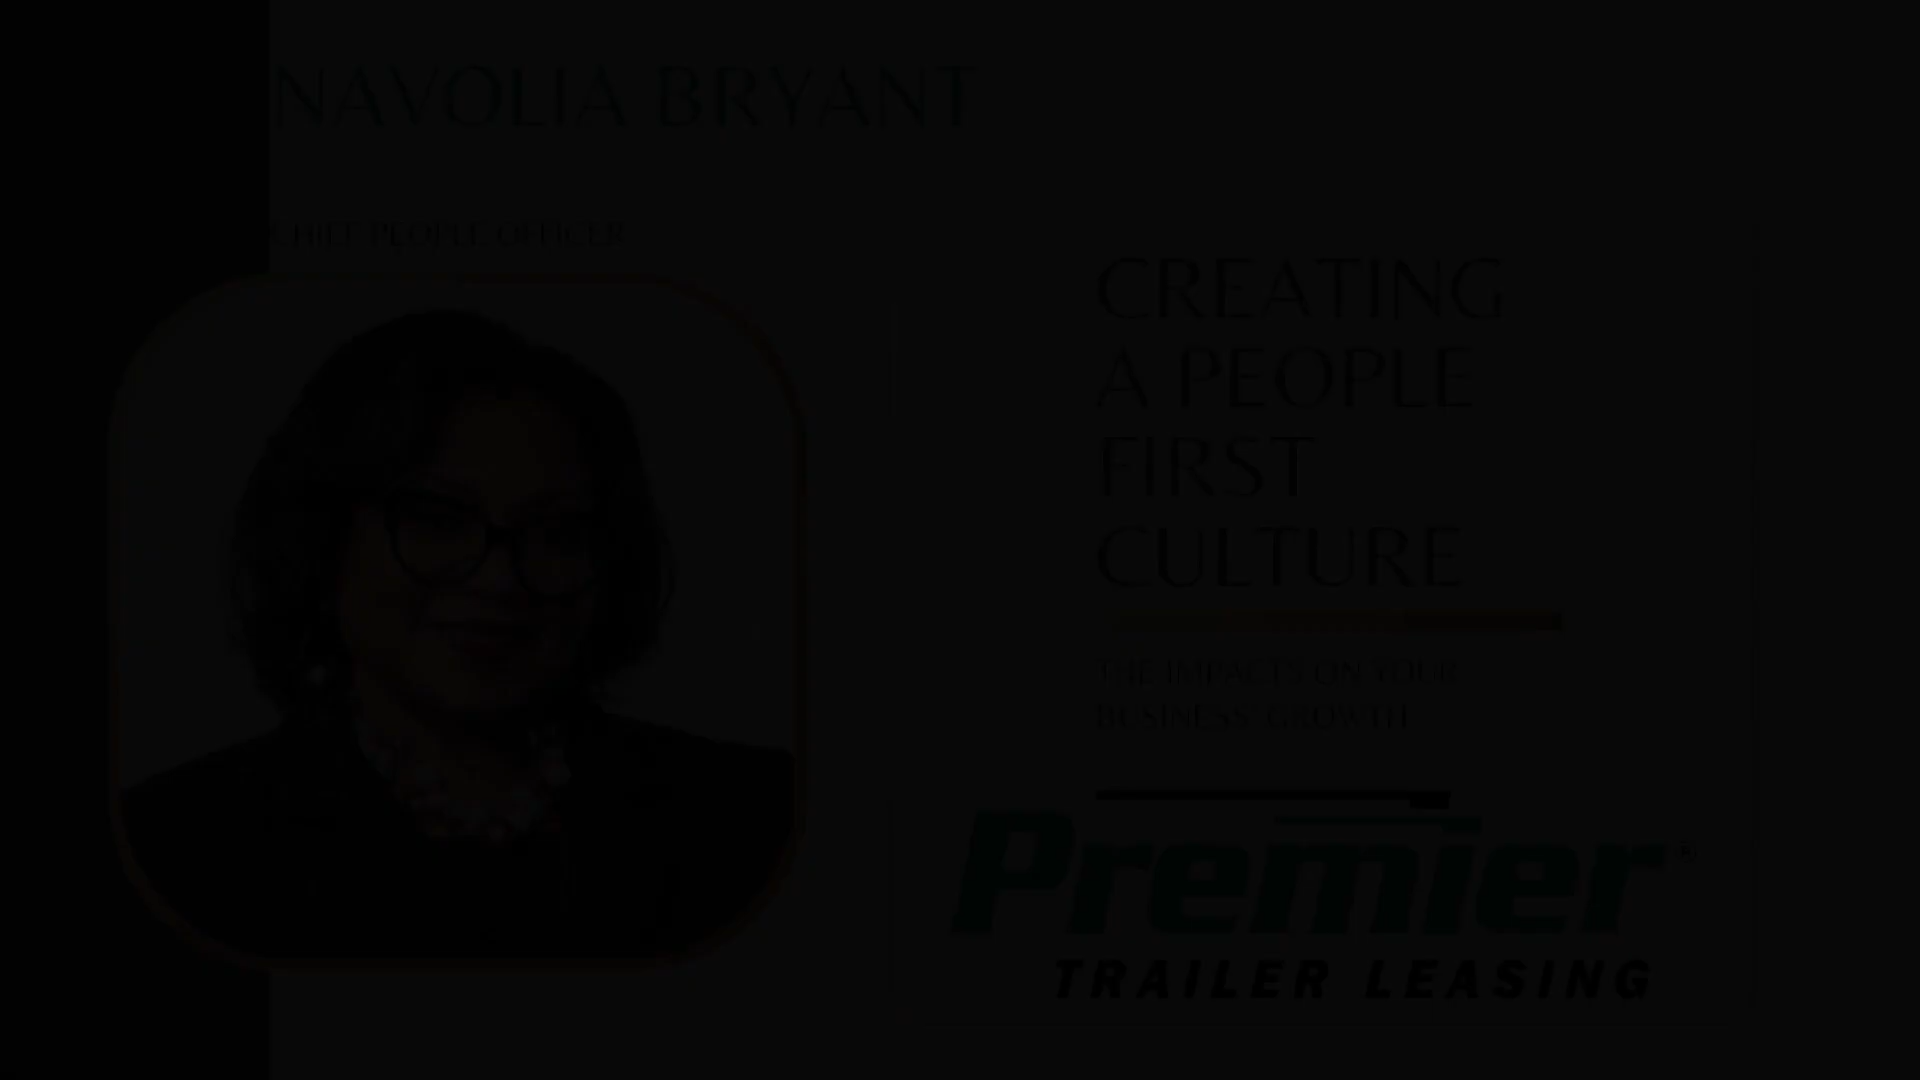 NAVOLIA BRYANT
CHIEF PEOPLE OFFICER
CREATING
A PEOPLE
FIRST
CULTURE
THE IMPACTS ON YOUR
BUSINESS' GROWTH
Premier®
TRAILER LEASING